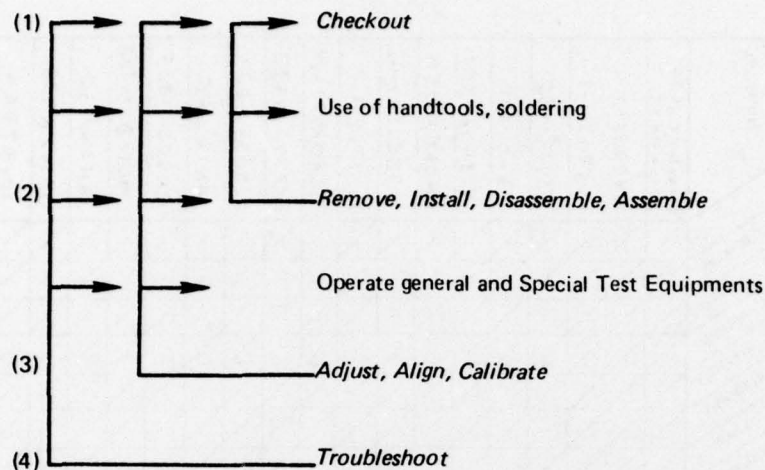 (1) Checkout
Use of handtools, soldering
(2) Remove, Install, Disassemble, Assemble
Operate general and Special Test Equipments
(3) Adjust, Align, Calibrate
(4) Troubleshoot